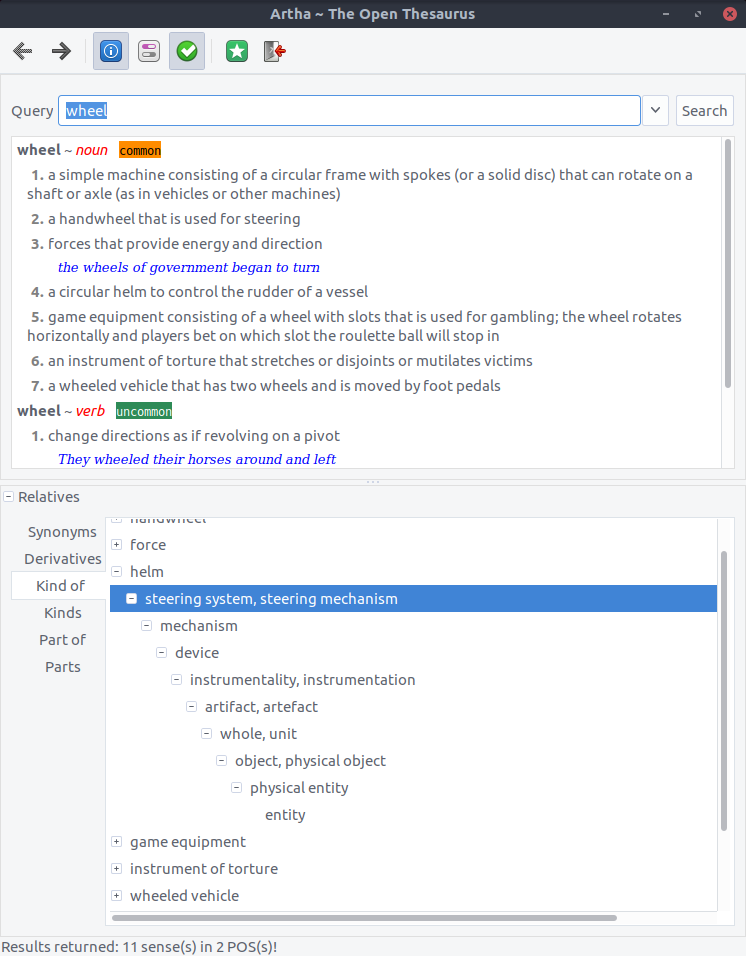 Artha ~ The Open Thesaurus
Query
wheel
Search
wheel ~ noun common
1. a simple machine consisting of a circular frame with spokes (or a solid disc) that can rotate on a
shaft or axle (as in vehicles or other machines)
2. a handwheel that is used for steering
3. forces that provide energy and direction
the wheels of government began to turn
4. a circular helm to control the rudder of a vessel
5. game equipment consisting of a wheel with slots that is used for gambling; the wheel rotates
horizontally and players bet on which slot the roulette ball will stop in
6. an instrument of torture that stretches or disjoints or mutilates victims
7. a wheeled vehicle that has two wheels and is moved by foot pedals
wheel ~ verb uncommon
1. change directions as if revolving on a pivot
They wheeled their horses around and left
Relatives
Synonyms
Derivatives
Kind of
Kinds
Part of
Parts
handwheel
force
helm
steering system, steering mechanism
mechanism
device
instrumentality, instrumentation
artifact, artefact
whole, unit
object, physical object
physical entity
entity
game equipment
instrument of torture
wheeled vehicle
Results returned: 11 sense(s) in 2 POS(s)!